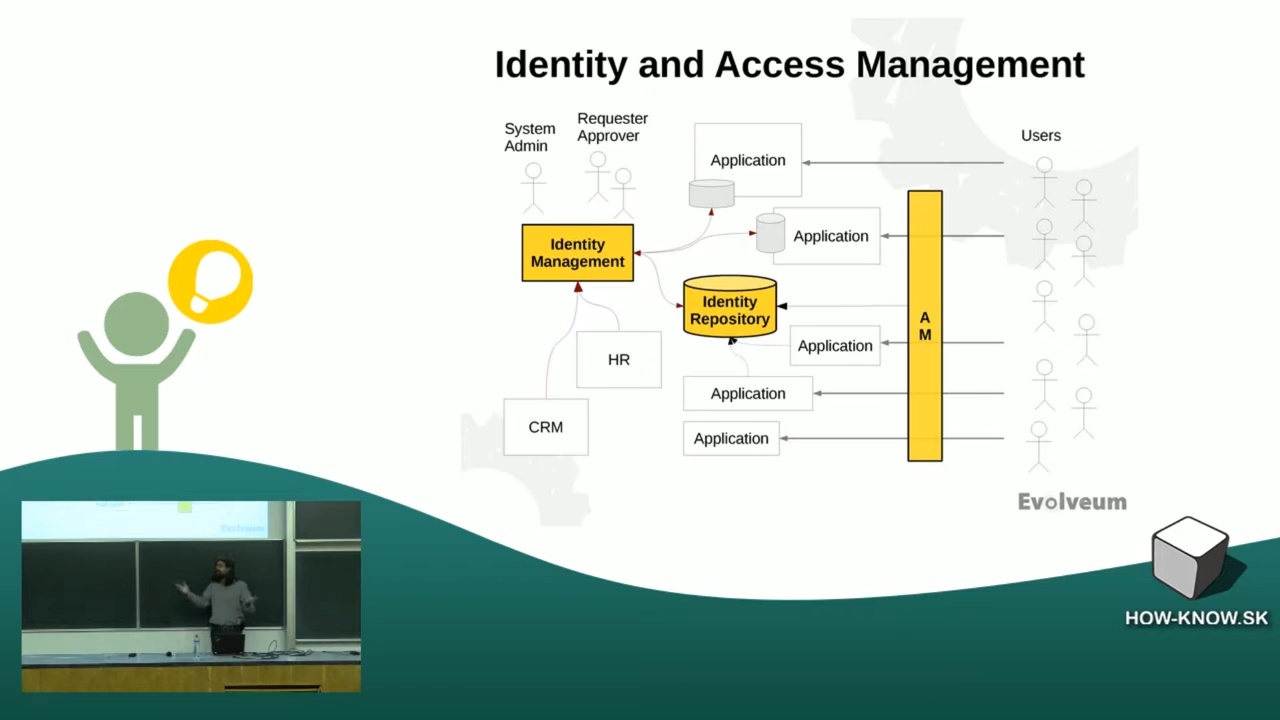 Identity and Access Management
System
Admin
Requester
Approver
Users
Application
Application
Identity
Management
Identity
Repository
A
M
Application
HR
Application
CRM
Application
Evolveum
Evolveum
HOW-KNOW.SK